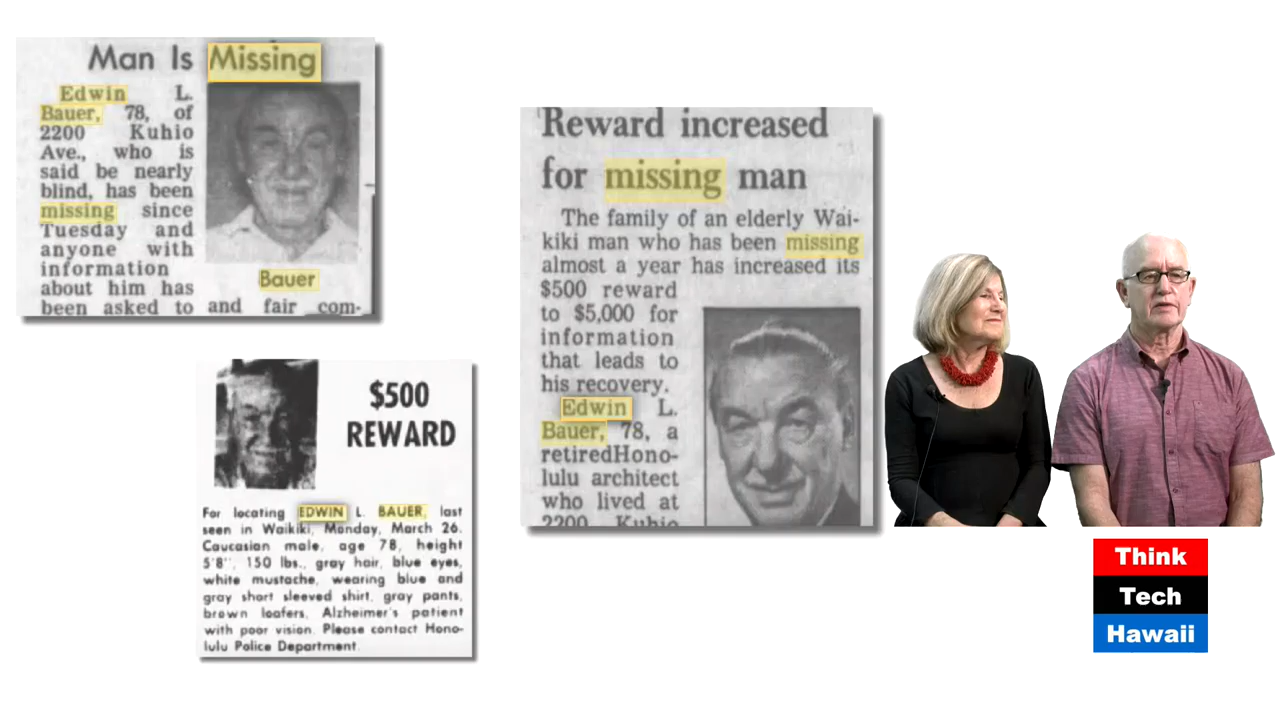 Man Is Missing
Edwin L.
Bauer, 78, of
2200 Kuhio
Ave., who is
said be nearly
blind, has been
missing since
Tuesday and
anyone with
information
about him has
been asked to and fair com-
Bauer
$500
REWARD
For locating EDWIN L. BAUER, last
seen in Waikiki, Monday, March 26.
Caucasian male, age 78, height
5'8", 150 lbs., gray hair, blue eyes,
white mustache, wearing blue and
gray short sleeved shirt, gray pants,
brown loafers. Alzheimer's patient
with poor vision. Please contact Hono-
lulu Police Department.
Reward increased
for missing man
The family of an elderly Wai-
kiki man who has been missing
almost a year has increased its
$500 reward
to $5,000 for
information
that leads to
his recovery.
Edwin L.
Bauer, 78, a
retiredHono-
lulu architect
who lived at
2200 Kuhio
Think
Tech
Hawaii